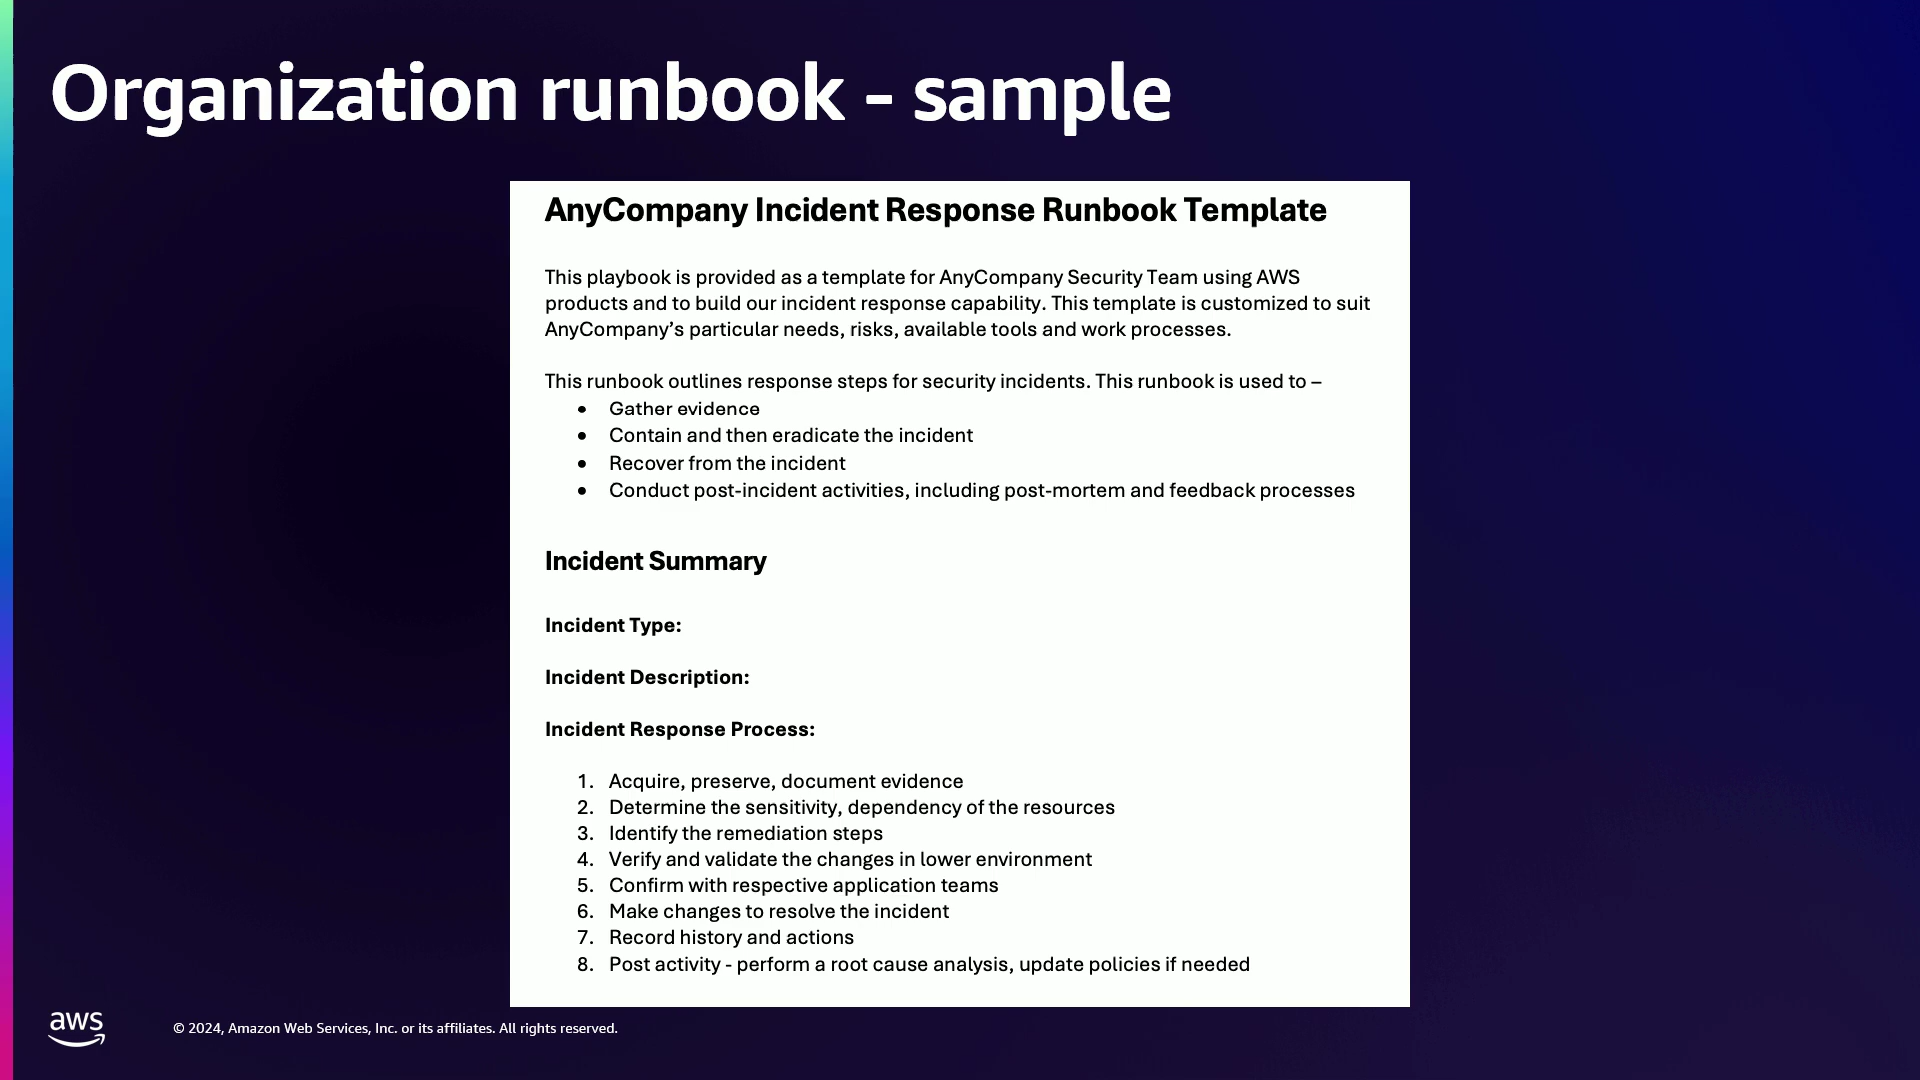 Organization runbook - sample
AnyCompany Incident Response Runbook Template
This playbook is provided as a template for AnyCompany Security Team using AWS
products and to build our incident response capability. This template is customized to suit
AnyCompany’s particular needs, risks, available tools and work processes.
This runbook outlines response steps for security incidents. This runbook is used to –
• Gather evidence
• Contain and then eradicate the incident
• Recover from the incident
• Conduct post-incident activities, including post-mortem and feedback processes
Incident Summary
Incident Type:
Incident Description:
Incident Response Process:
1. Acquire, preserve, document evidence
2. Determine the sensitivity, dependency of the resources
3. Identify the remediation steps
4. Verify and validate the changes in lower environment
5. Confirm with respective application teams
6. Make changes to resolve the incident
7. Record history and actions
8. Post activity - perform a root cause analysis, update policies if needed
aws
© 2024, Amazon Web Services, Inc. or its affiliates. All rights reserved.